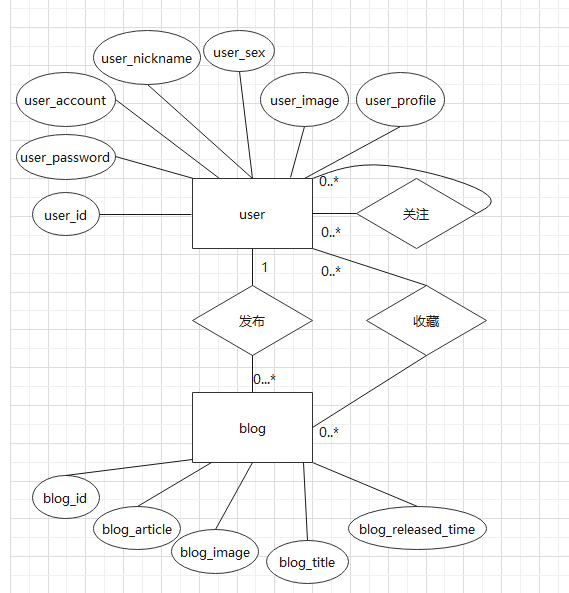 user_sex
user_nickname
user_account
user_image
user_profile
user_password
0..*
user_id
user
关注
0..*
1
0..*
发布
收藏
0...*
blog
0..*
blog_id
blog_article
blog_released_time
blog_image
blog_title